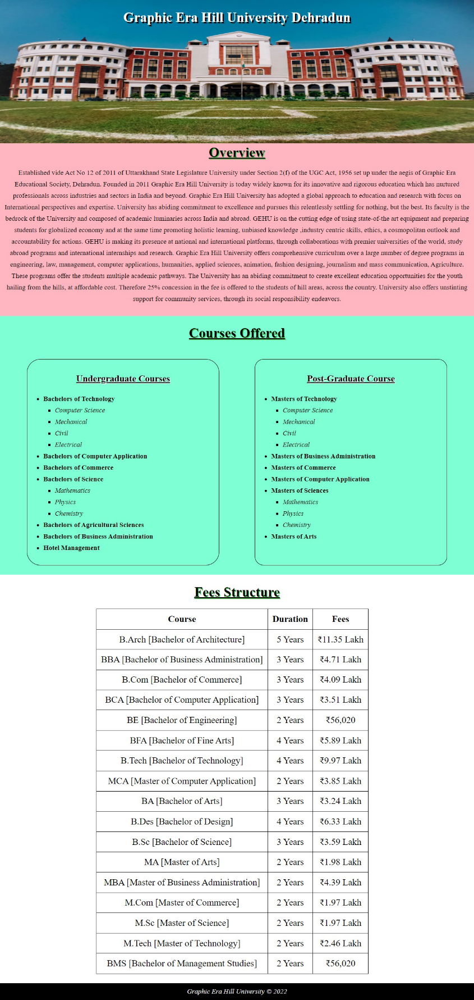 Graphic Era Hill University Dehradun
Overview
Established vide Act No 12 of 2011 of Uttarakhand State Legislature University under Section 2(f) of the UGC Act, 1956 set up under the aegis of Graphic Era
Educational Society, Dehradun. Founded in 2011 Graphic Era Hill University is today widely known for its innovative and rigorous education which has nurtured
professionals across industries and sectors in India and beyond. Graphic Era Hill University has adopted a global approach to education and research with focus on
International perspectives and expertise. University has abiding commitment to excellence and pursues this relentlessly settling for nothing, but the best. Its faculty is the
bedrock of the University and composed of academic luminaries across India and abroad. GEHU is on the cutting edge of using state-of-the art equipment and preparing
students for globalized economy and at the same time promoting holistic learning, unbiased knowledge ,industry centric skills, ethics, a cosmopolitan outlook and
accountability for actions. GEHU is making its presence at national and international platforms, through collaborations with premier universities of the world, study
abroad programs and international internships and research. Graphic Era Hill University offers comprehensive curriculum over a large number of degree programs in
engineering, law, management, computer applications, humanities, applied sciences, animation, fashion designing, journalism and mass communication, Agriculture.
These programs offer the students multiple academic pathways. The University has an abiding commitment to create excellent education opportunities for the youth
hailing from the hills, at affordable cost. Therefore 25% concession in the fee is offered to the students of hill areas, across the country. University also offers unstinting
support for community services, through its social responsibility endeavors.
Courses Offered
Undergraduate Courses
Bachelors of Technology
Computer Science
Mechanical
Civil
Electrical
Bachelors of Computer Application
Bachelors of Commerce
Bachelors of Science
Mathematics
Physics
Chemistry
Bachelors of Agricultural Sciences
Bachelors of Business Administration
Hotel Management
Post-Graduate Course
Masters of Technology
Computer Science
Mechanical
Civil
Electrical
Masters of Business Administration
Masters of Commerce
Masters of Computer Application
Masters of Sciences
Mathematics
Physics
Chemistry
Masters of Arts
Fees Structure
Course Duration Fees
B.Arch [Bachelor of Architecture] 5 Years ₹11.35 Lakh
BBA [Bachelor of Business Administration] 3 Years ₹4.71 Lakh
B.Com [Bachelor of Commerce] 3 Years ₹4.09 Lakh
BCA [Bachelor of Computer Application] 3 Years ₹3.51 Lakh
BE [Bachelor of Engineering] 2 Years ₹56,020
BFA [Bachelor of Fine Arts] 4 Years ₹5.89 Lakh
B.Tech [Bachelor of Technology] 4 Years ₹9.97 Lakh
MCA [Master of Computer Application] 2 Years ₹3.85 Lakh
BA [Bachelor of Arts] 3 Years ₹3.24 Lakh
B.Des [Bachelor of Design] 4 Years ₹6.33 Lakh
B.Sc [Bachelor of Science] 3 Years ₹3.59 Lakh
MA [Master of Arts] 2 Years ₹1.98 Lakh
MBA [Master of Business Administration] 2 Years ₹4.39 Lakh
M.Com [Master of Commerce] 2 Years ₹1.97 Lakh
M.Sc [Master of Science] 2 Years ₹1.97 Lakh
M.Tech [Master of Technology] 2 Years ₹2.46 Lakh
BMS [Bachelor of Management Studies] 2 Years ₹56,020
Graphic Era Hill University © 2022